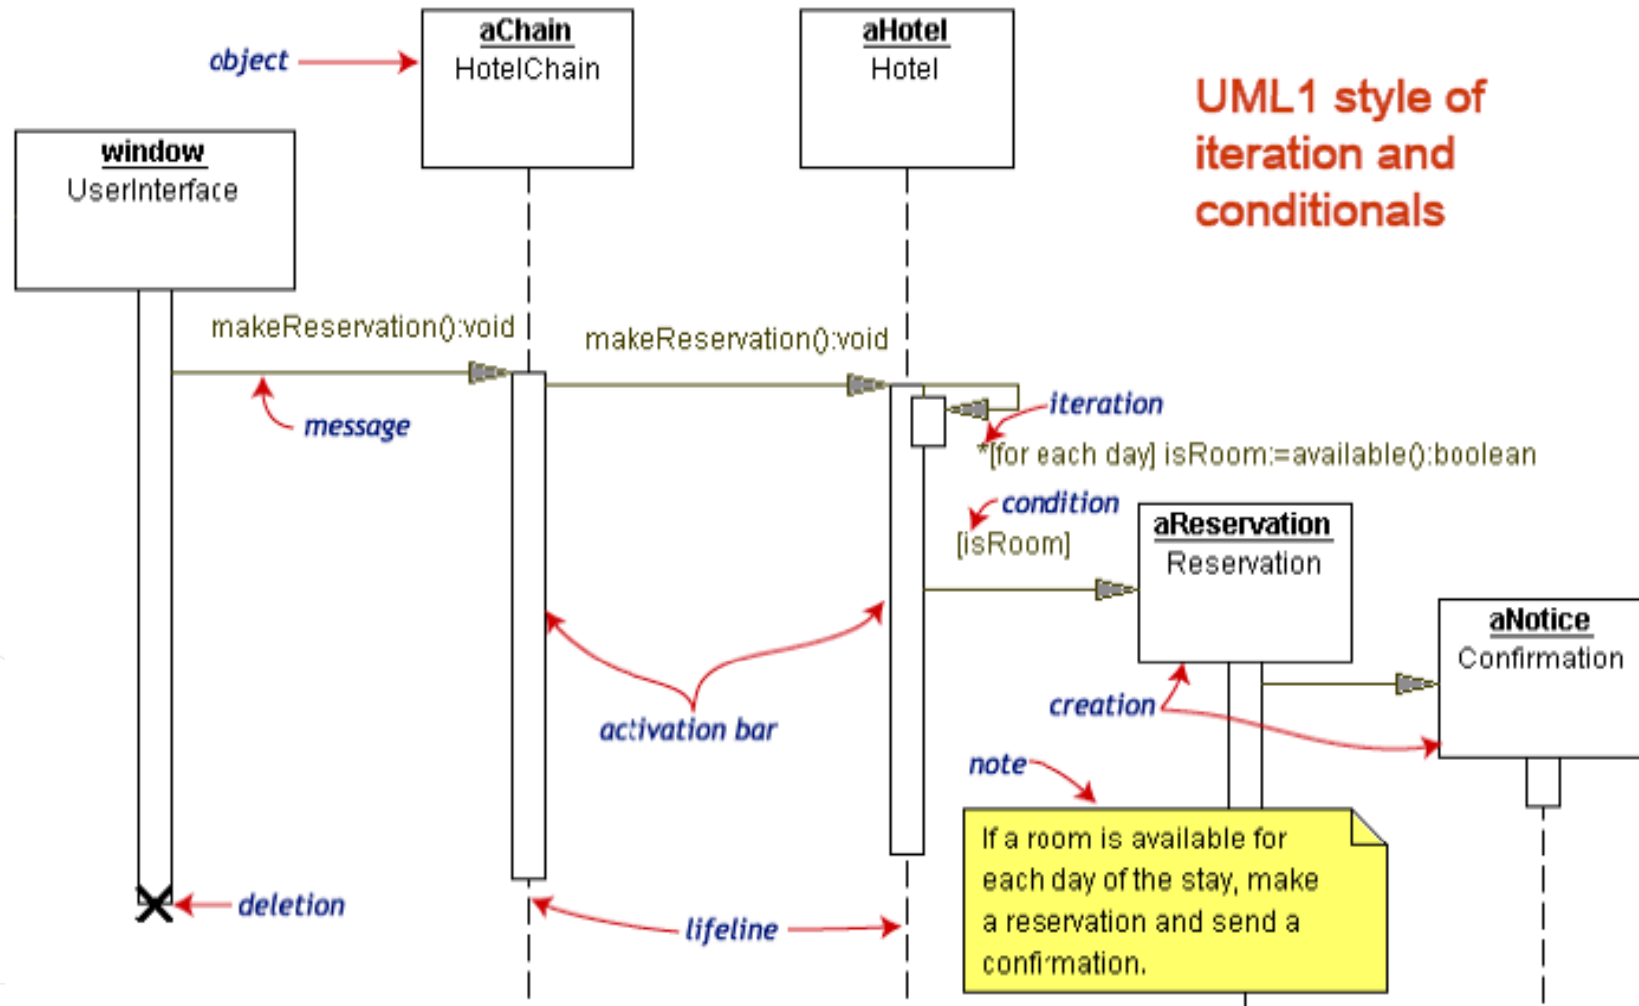 aChain
HotelChain
aHotel
Hotel
object
UML1 style of
iteration and
conditionals
window
UserInterface
makeReservation():void
makeReservation():void
message
iteration
*[for each day] isRoom:=available():boolean
condition
[isRoom]
aReservation
Reservation
aNotice
Confirmation
creation
activation bar
note
If a room is available for
each day of the stay, make
a reservation and send a
confirmation.
deletion
lifeline